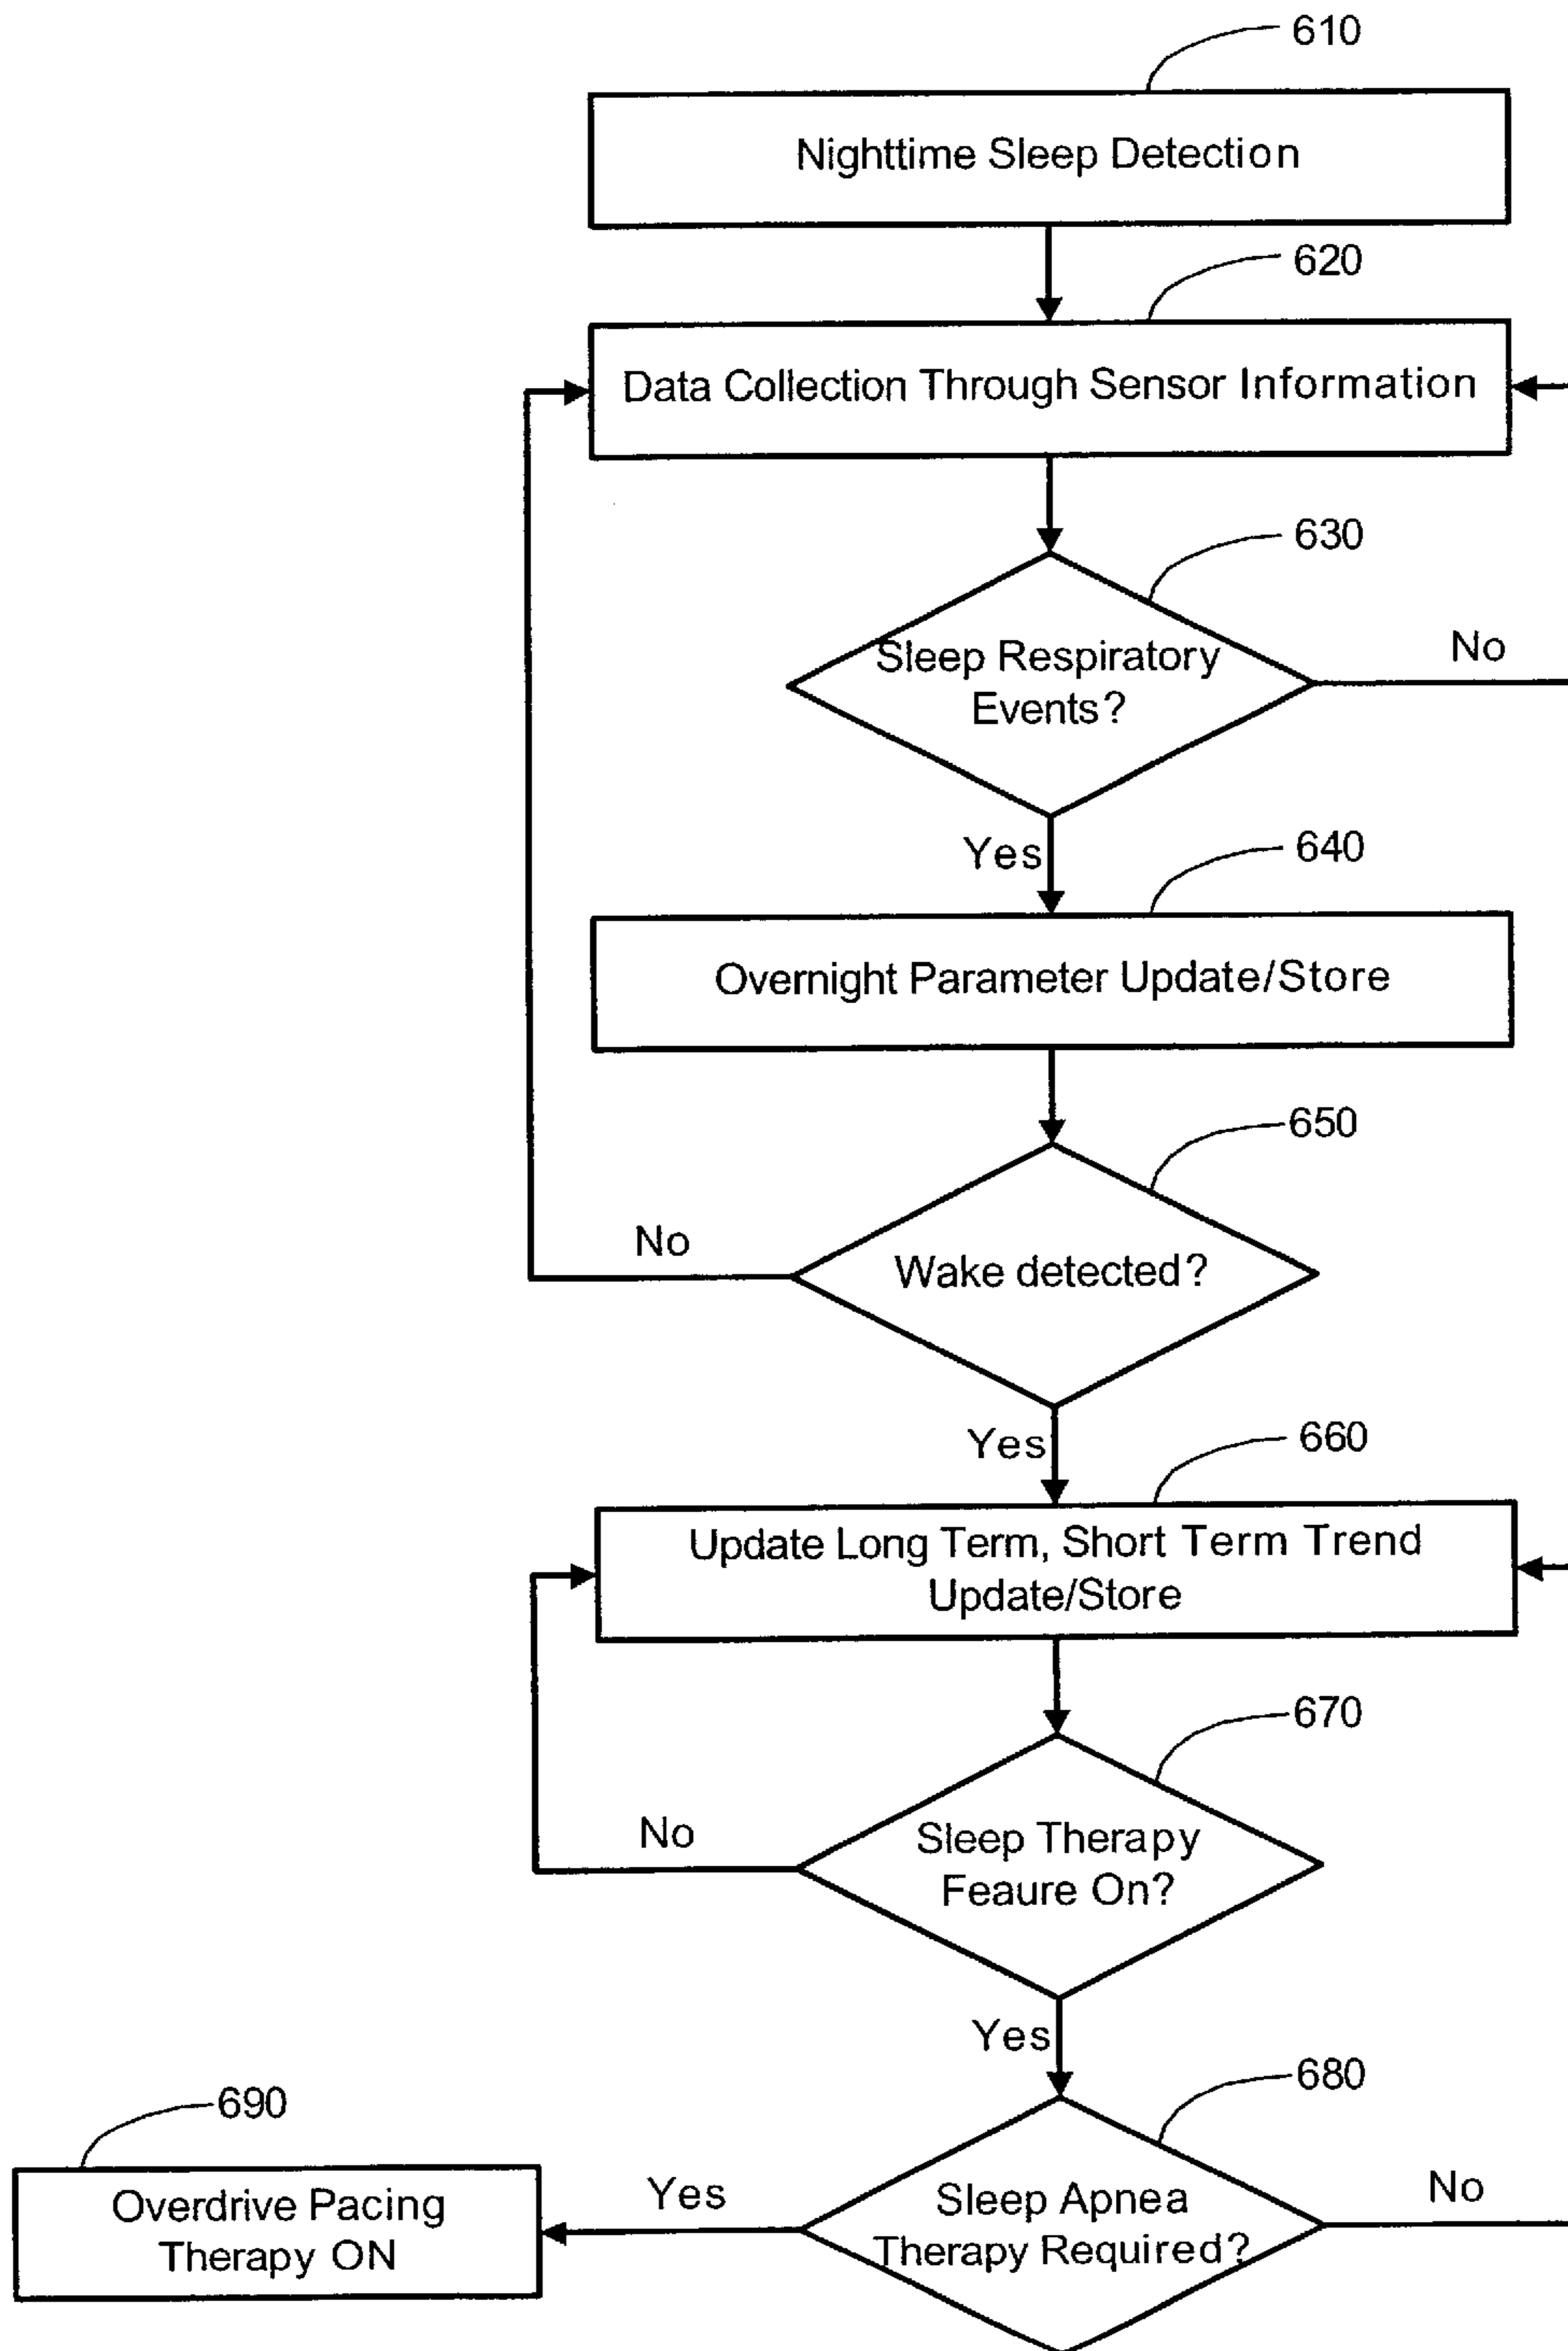 610
Nighttime Sleep Detection
620
Data Collection Through Sensor Information
630
Sleep Respiratory
Events?
No
Yes
640
Overnight Parameter Update/Store
650
No
Wake detected?
Yes
660
Update Long Term, Short Term Trend
Update/Store
670
No
Sleep Therapy
Feaure On?
Yes
680
690
Overdrive Pacing
Therapy ON
Yes
Sleep Apnea
Therapy Required?
No